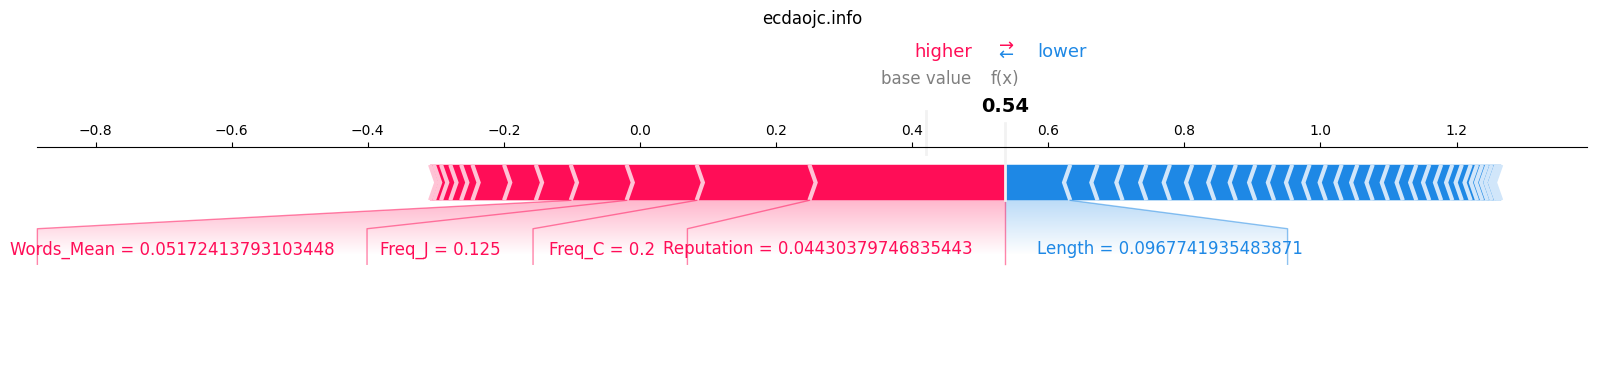 ecdaojc.info
higher ⇄ lower
base value f(x)
0.54
−0.8 −0.6 −0.4 −0.2 0.0 0.2 0.4 0.6 0.8 1.0 1.2
Words_Mean = 0.05172413793103448 Freq_J = 0.125 Freq_C = 0.2 Reputation = 0.04430379746835443 Length = 0.0967741935483871